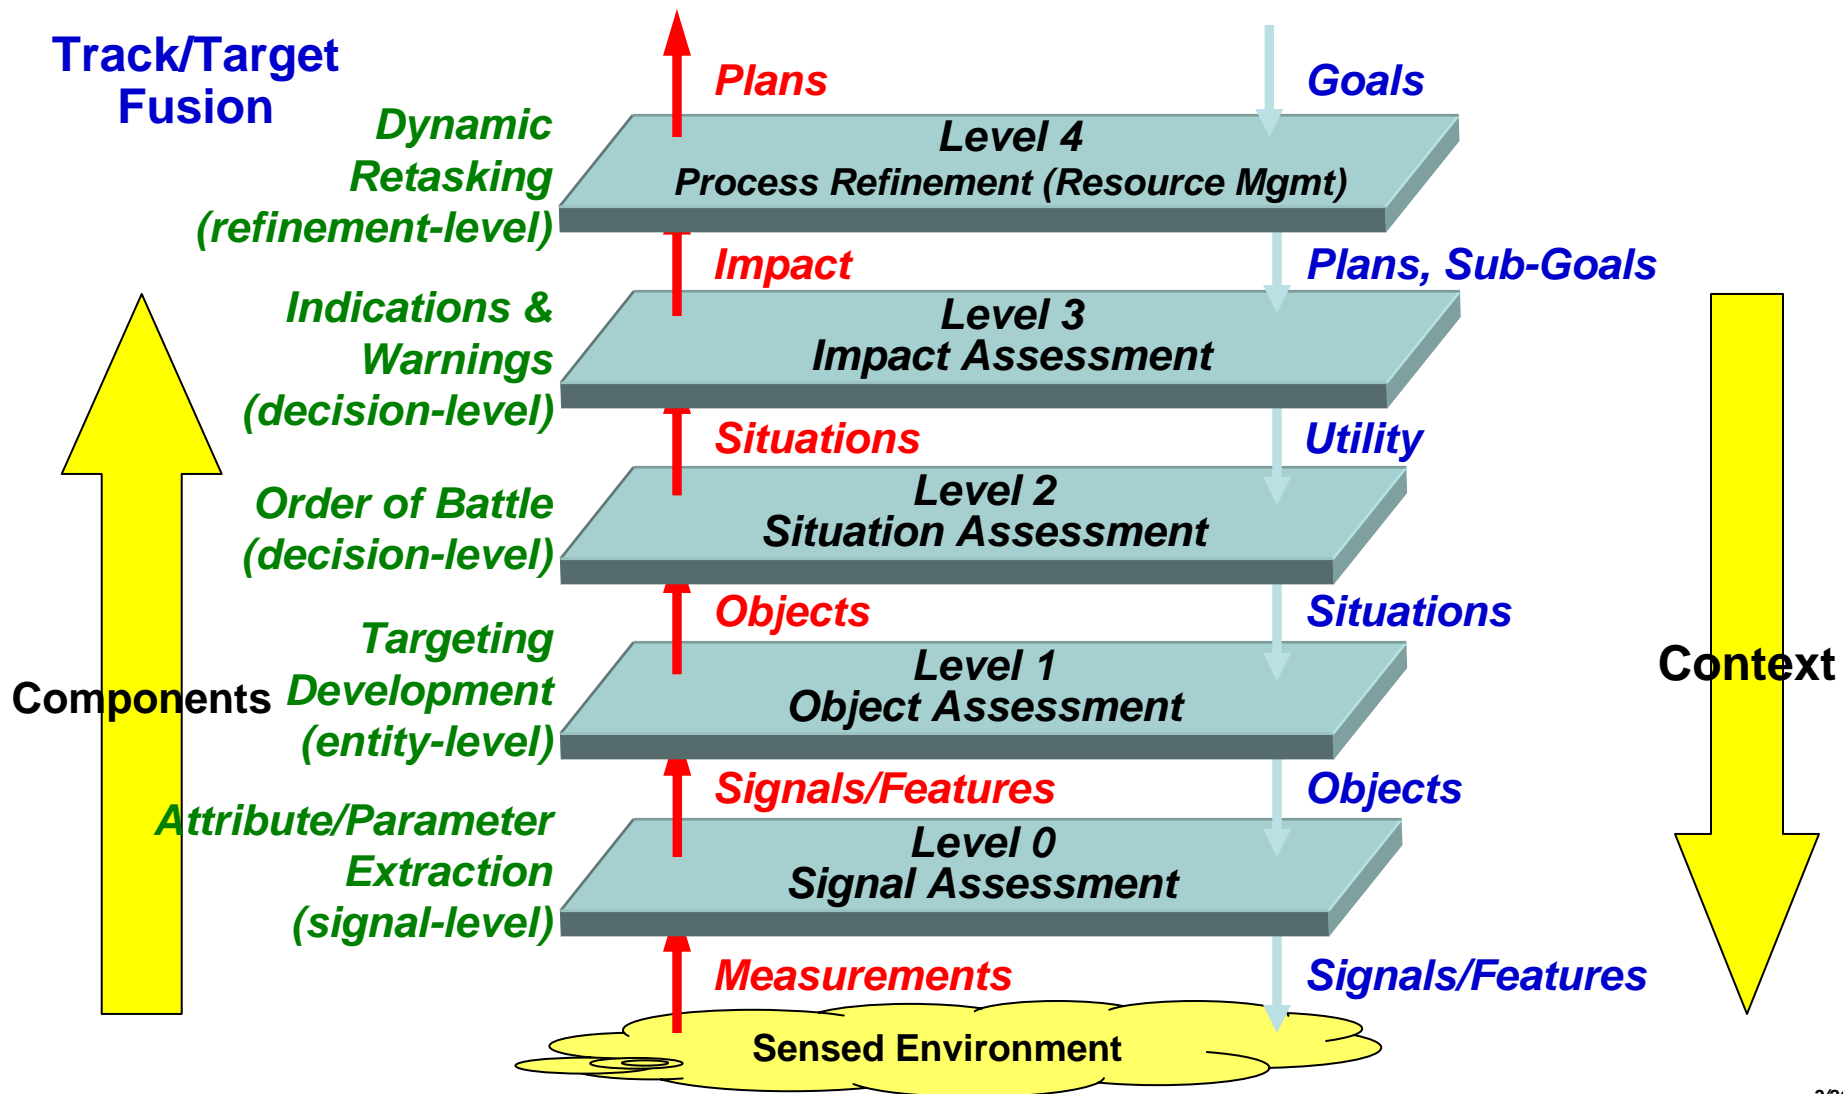 Track/Target
Fusion
Plans
Goals
Dynamic
Retasking
(refinement-level)
Level 4
Process Refinement (Resource Mgmt)
Impact
Plans, Sub-Goals
Indications &
Warnings
(decision-level)
Level 3
Impact Assessment
Situations
Utility
Order of Battle
(decision-level)
Level 2
Situation Assessment
Objects
Situations
Targeting
Development
(entity-level)
Level 1
Object Assessment
Components
Context
Signals/Features
Objects
Attribute/Parameter
Extraction
(signal-level)
Level 0
Signal Assessment
Measurements
Signals/Features
Sensed Environment